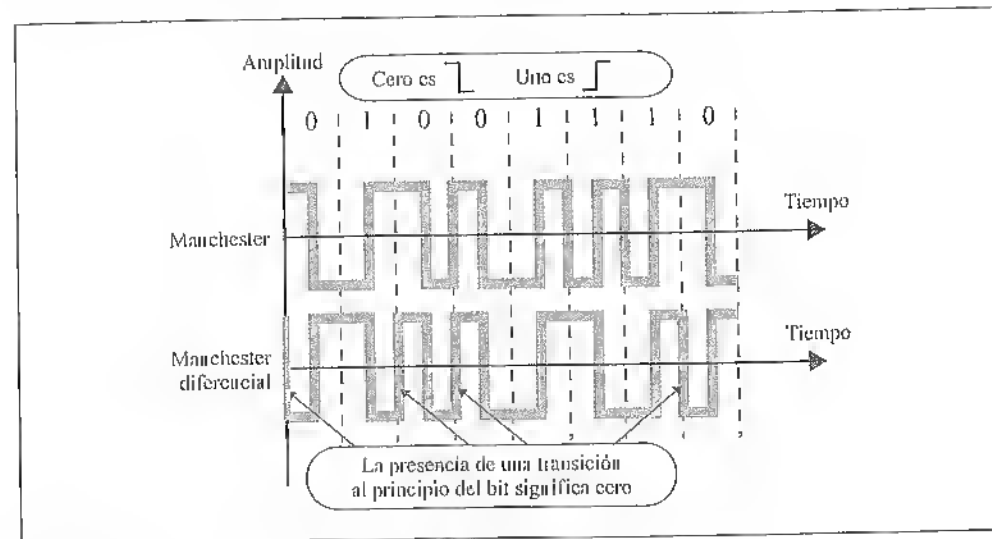 Amplitud
Cero es Uno es
0 1 0 0 1 1 1 0
Tiempo
Manchester
Tiempo
Manchester
diferencial
La presencia de una transición
al principio del bit significa cero